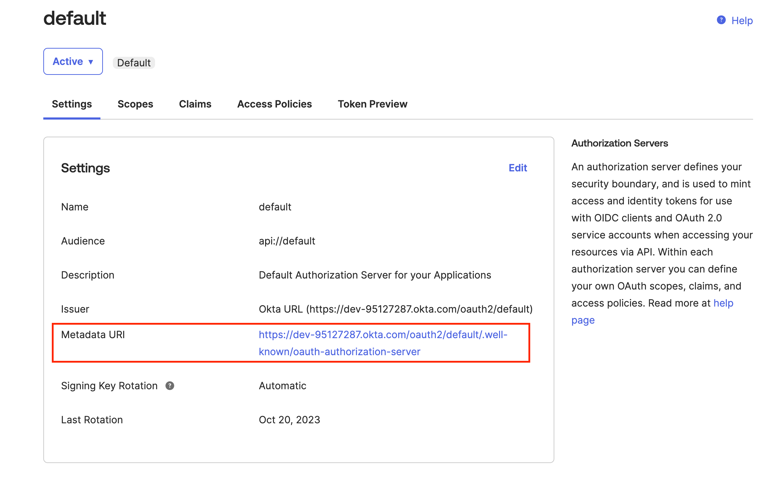 default
Help
Active
Default
Settings
Scopes
Claims
Access Policies
Token Preview
Settings
Edit
Name
default
Audience
api://default
Description
Default Authorization Server for your Applications
Issuer
Okta URL (https://dev-95127287.okta.com/oauth2/default)
Metadata URI
https://dev-95127287.okta.com/oauth2/default/.well-
known/oauth-authorization-server
Signing Key Rotation
Automatic
Last Rotation
Oct 20, 2023
Authorization Servers
An authorization server defines your
security boundary, and is used to mint
access and identity tokens for use
with OIDC clients and OAuth 2.0
service accounts when accessing your
resources via API. Within each
authorization server you can define
your own OAuth scopes, claims, and
access policies. Read more at help
page